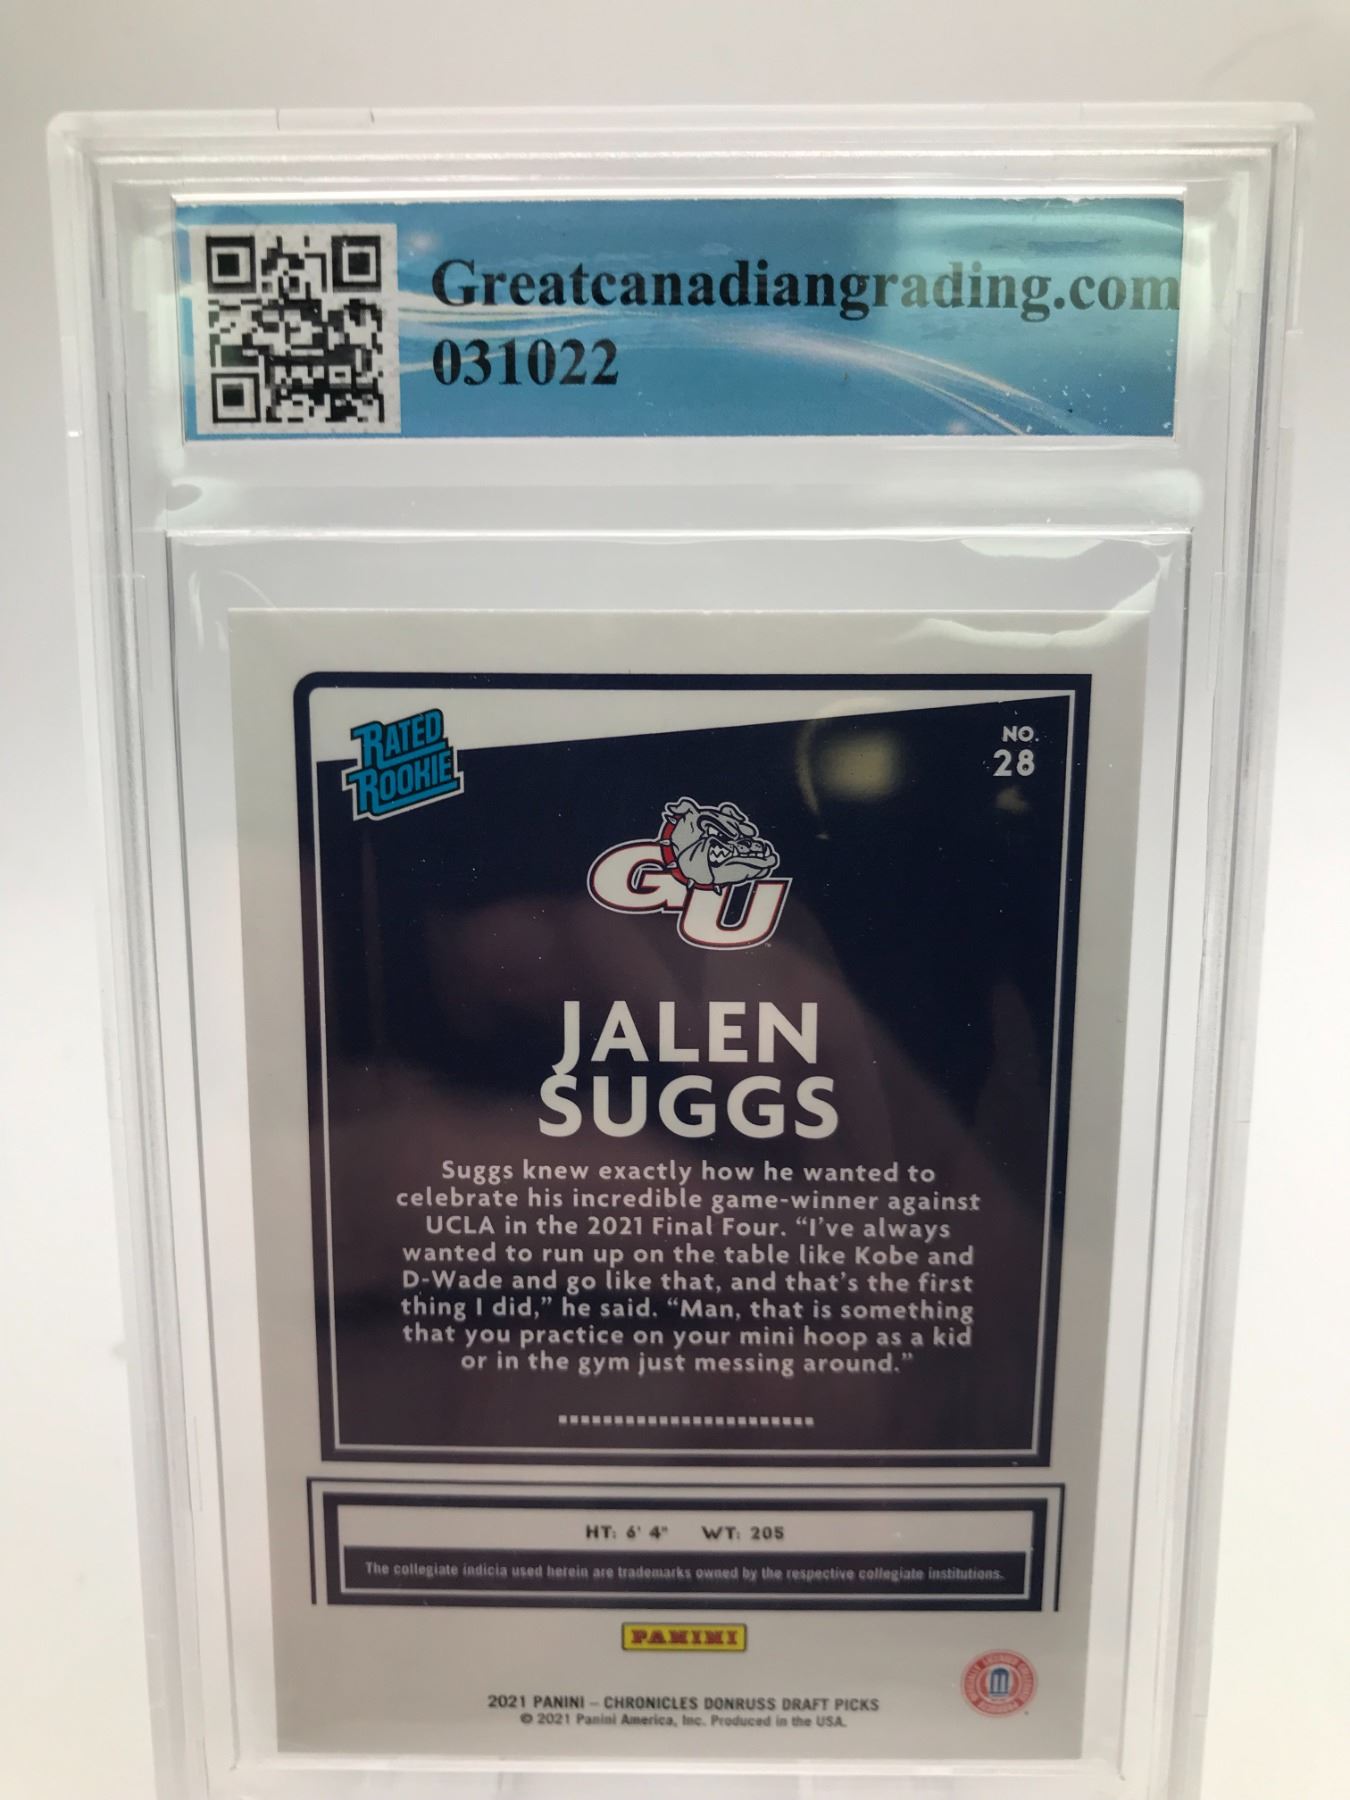 Greatcanadiangrading.com
031022
RATED
ROOKIE
NO.
28
GU
JALEN
SUGGS
Suggs knew exactly how he wanted to
celebrate his incredible game-winner against
UCLA in the 2021 Final Four. “I’ve always
wanted to run up on the table like Kobe and
D-Wade and go like that, and that’s the first
thing I did,” he said. “Man, that is something
that you practice on your mini hoop as a kid
or in the gym just messing around.”
HT: 6' 4" WT: 205
The collegiate indicia used herein are trademarks owned by the respective collegiate institutions.
PANINI
2021 PANINI – CHRONICLES DONRUSS DRAFT PICKS
© 2021 Panini America, Inc. Produced in the USA.